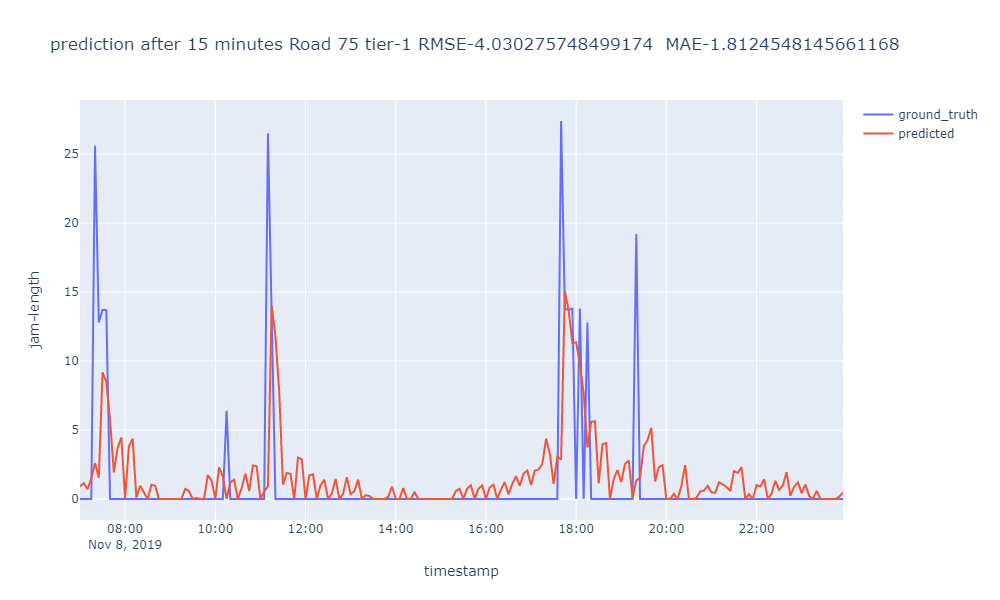 prediction after 15 minutes Road 75 tier-1 RMSE-4.030275748499174  MAE-1.8124548145661168
ground_truth
predicted
25
20
15
10
5
0
jam-length
08:00 10:00 12:00 14:00 16:00 18:00 20:00 22:00
Nov 8, 2019
timestamp